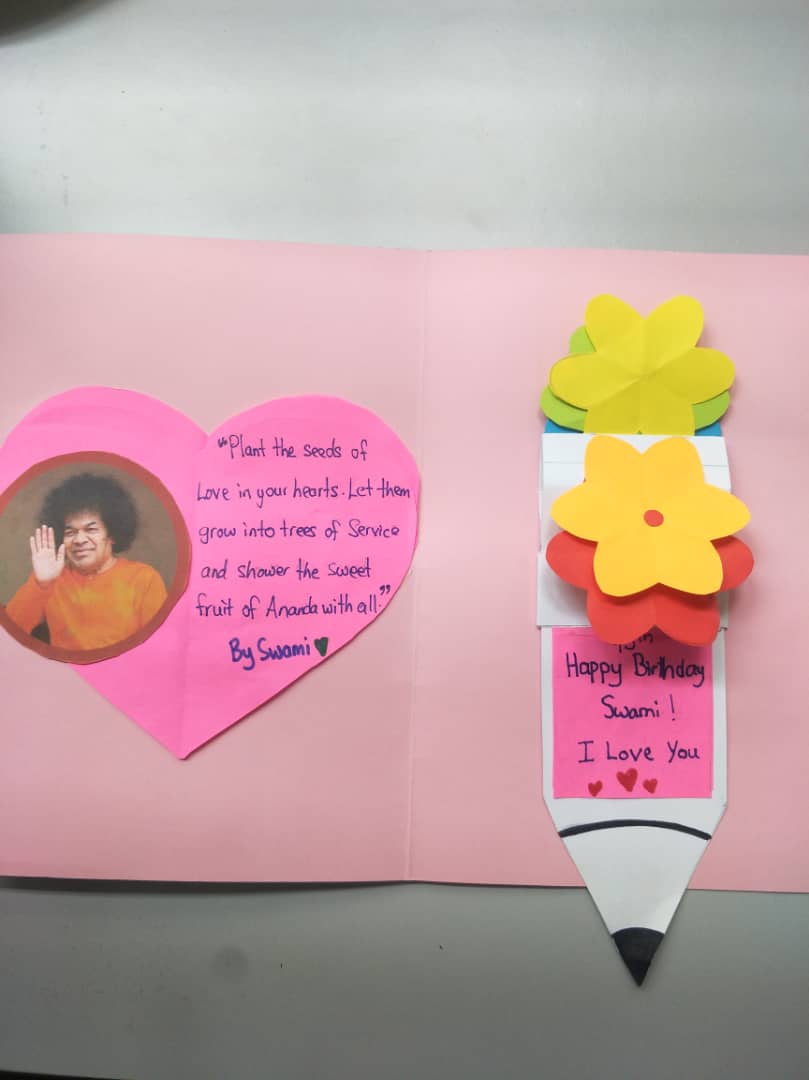 “Plant the seeds of
Love in your hearts. Let them
grow into trees of Service
and shower the sweet
fruit of Ananda with all.”
By Swami
Happy Birthday
Swami !
I Love You